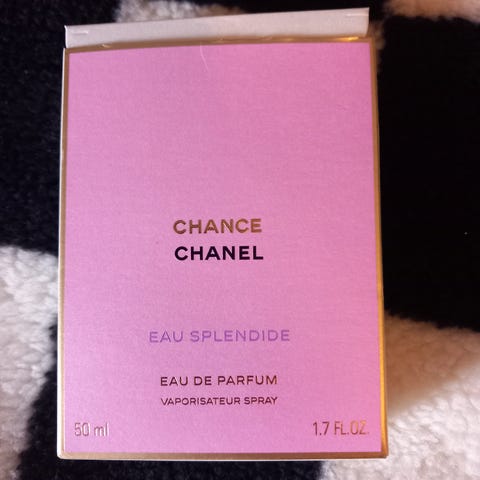 CHANCE
CHANEL
EAU SPLENDIDE
EAU DE PARFUM
VAPORISATEUR SPRAY
50 ml 1.7 FL.OZ.